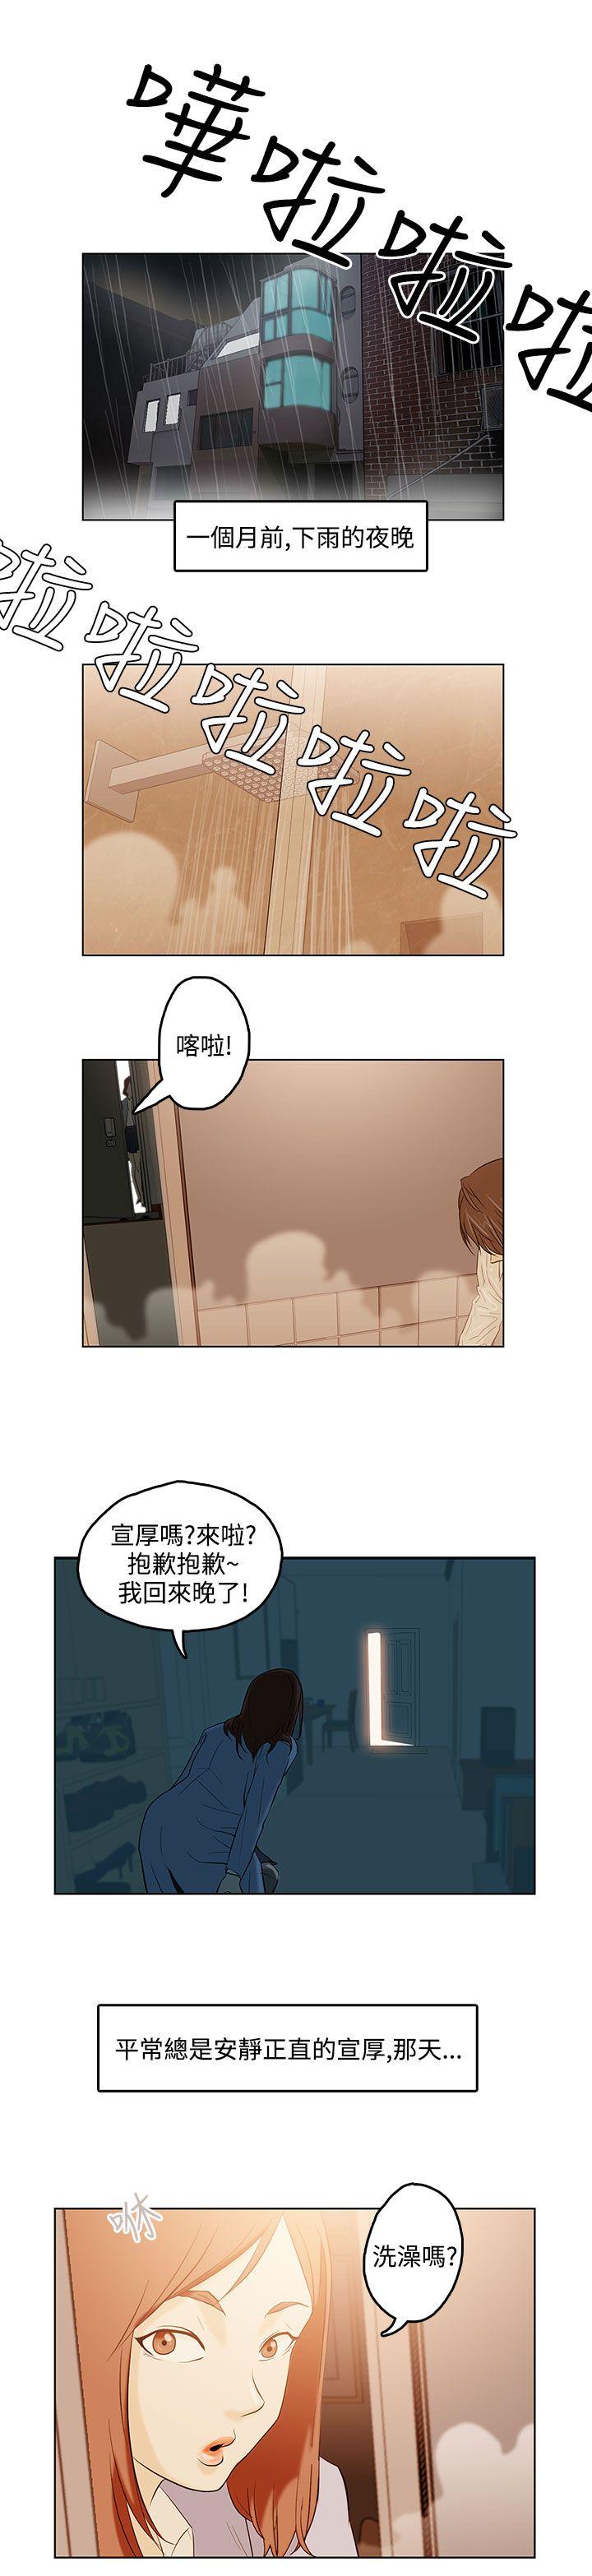 嘩啦啦啦
一個月前,下雨的夜晚
啦啦啦啦啦
喀啦!
宣厚嗎?來啦?
抱歉抱歉~
我回來晚了!
平常總是安靜正直的宣厚,那天...
咻
洗澡嗎?